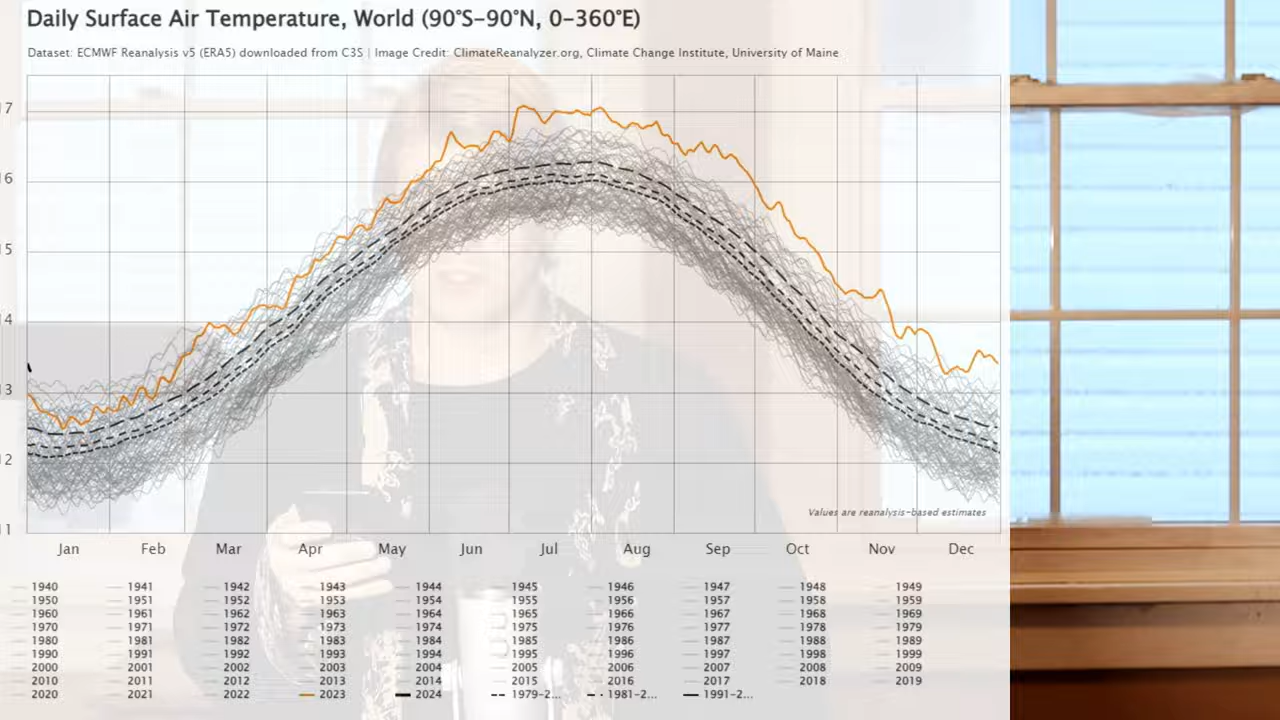 Daily Surface Air Temperature, World (90°S–90°N, 0–360°E)
Dataset: ECMWF Reanalysis v5 (ERA5) downloaded from C3S | Image Credit: ClimateReanalyzer.org, Climate Change Institute, University of Maine
7
6
5
4
3
2
1
Values are reanalysis-based estimates
Jan Feb Mar Apr May Jun Jul Aug Sep Oct Nov Dec
1940 1941 1942 1943 1944 1945 1946 1947 1948 1949
1950 1951 1952 1953 1954 1955 1956 1957 1958 1959
1960 1961 1962 1963 1964 1965 1966 1967 1968 1969
1970 1971 1972 1973 1974 1975 1976 1977 1978 1979
1980 1981 1982 1983 1984 1985 1986 1987 1988 1989
1990 1991 1992 1993 1994 1995 1996 1997 1998 1999
2000 2001 2002 2003 2004 2005 2006 2007 2008 2009
2010 2011 2012 2013 2014 2015 2016 2017 2018 2019
2020 2021 2022 2023 2024 1979-2... 1981-2... 1991-2...